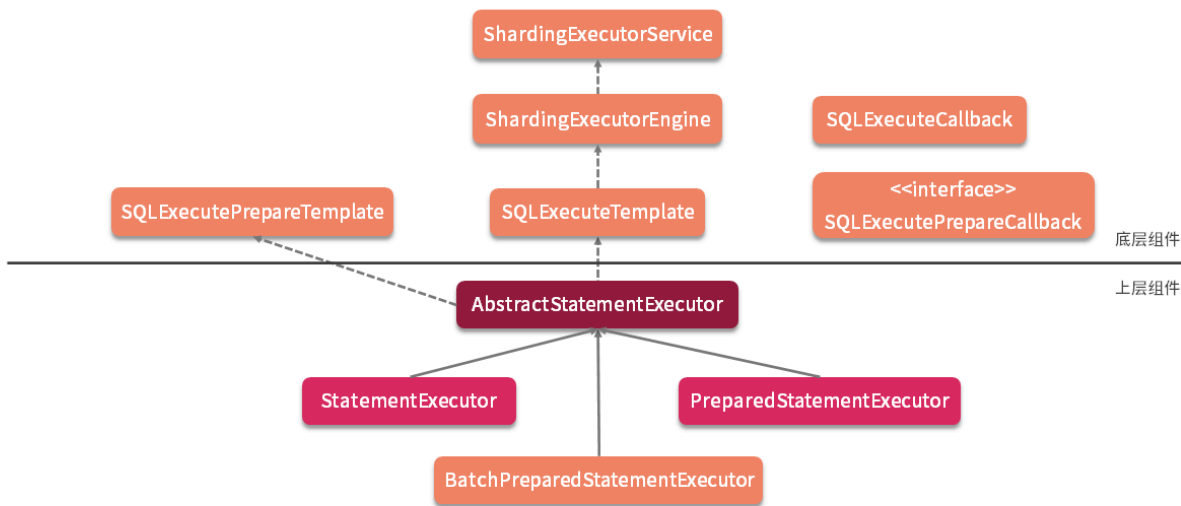 ShardingExecutorService
ShardingExecutorEngine
SQLExecuteCallback
SQLExecutePrepareTemplate
SQLExecuteTemplate
<<interface>>
SQLExecutePrepareCallback
底层组件
上层组件
AbstractStatementExecutor
StatementExecutor
PreparedStatementExecutor
BatchPreparedStatementExecutor